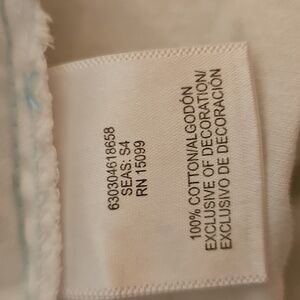 630304618658
SEAS: S4
RN 15099
100% COTTON/ALGODÓN
EXCLUSIVE OF DECORATION/
EXCLUSIVO DE DECORACIÓN